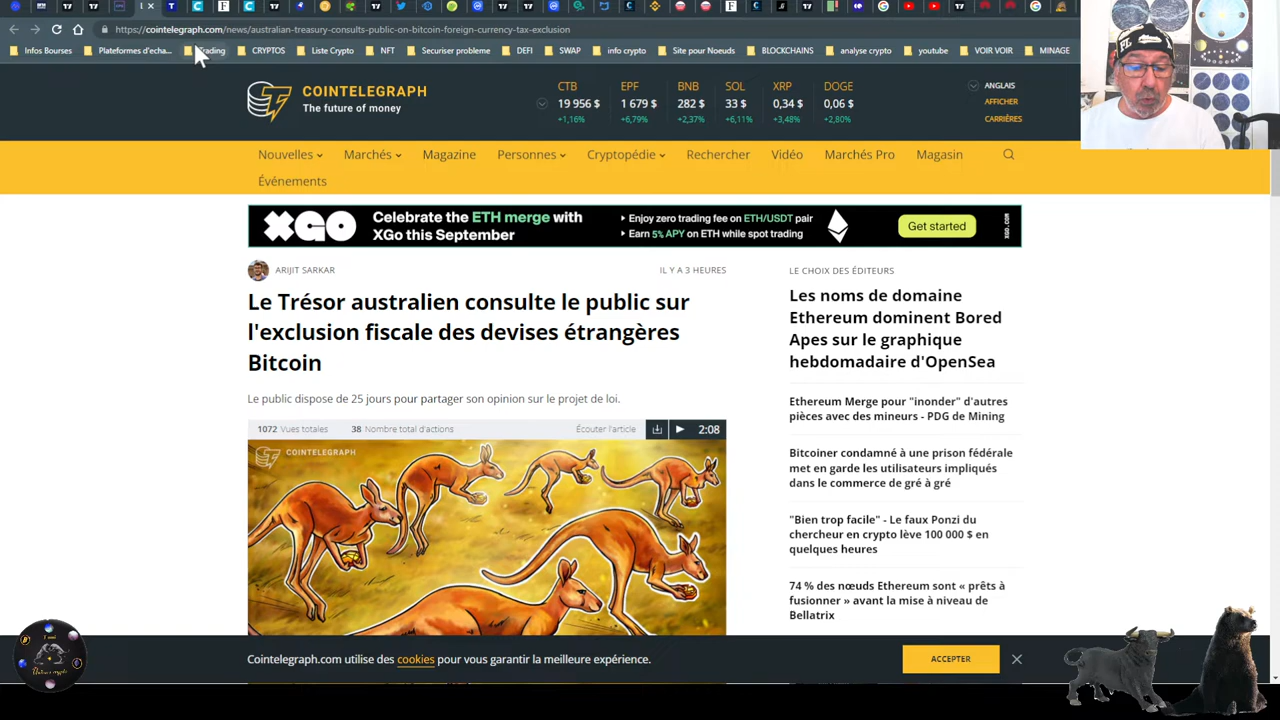 https://cointelegraph.com/news/australian-treasury-consults-public-on-bitcoin-foreign-currency-tax-exclusion
Infos Bourses
Plateformes d'echa...
Trading
CRYPTOS
Liste Crypto
NFT
Securiser probleme
DEFI
SWAP
info crypto
Site pour Noeuds
BLOCKCHAINS
analyse crypto
youtube
VOIR VOIR
MINAGE
COINTELEGRAPH
The future of money
CTB
19 956 $
+1,16%
EPF
1 679 $
+6,79%
BNB
282 $
+2,37%
SOL
33 $
+6,11%
XRP
0,34 $
+3,48%
DOGE
0,06 $
+2,80%
ANGLAIS
AFFICHER
CARRIÈRES
Nouvelles
Marchés
Magazine
Personnes
Cryptopédie
Rechercher
Vidéo
Marchés Pro
Magasin
Événements
XGO
Celebrate the ETH merge with
XGo this September
Enjoy zero trading fee on ETH/USDT pair
Earn 5% APY on ETH while spot trading
Get started
XGO.COM
ARIJIT SARKAR
IL Y A 3 HEURES
Le Trésor australien consulte le public sur
l'exclusion fiscale des devises étrangères
Bitcoin
Le public dispose de 25 jours pour partager son opinion sur le projet de loi.
1072 Vues totales
38 Nombre total d'actions
Écouter l'article
2:08
COINTELEGRAPH
LE CHOIX DES ÉDITEURS
Les noms de domaine
Ethereum dominent Bored
Apes sur le graphique
hebdomadaire d'OpenSea
Ethereum Merge pour "inonder" d'autres
pièces avec des mineurs - PDG de Mining
Bitcoiner condamné à une prison fédérale
met en garde les utilisateurs impliqués
dans le commerce de gré à gré
"Bien trop facile" - Le faux Ponzi du
chercheur en crypto lève 100 000 $ en
quelques heures
74 % des nœuds Ethereum sont « prêts à
fusionner » avant la mise à niveau de
Bellatrix
Cointelegraph.com utilise des cookies pour vous garantir la meilleure expérience.
ACCEPTER